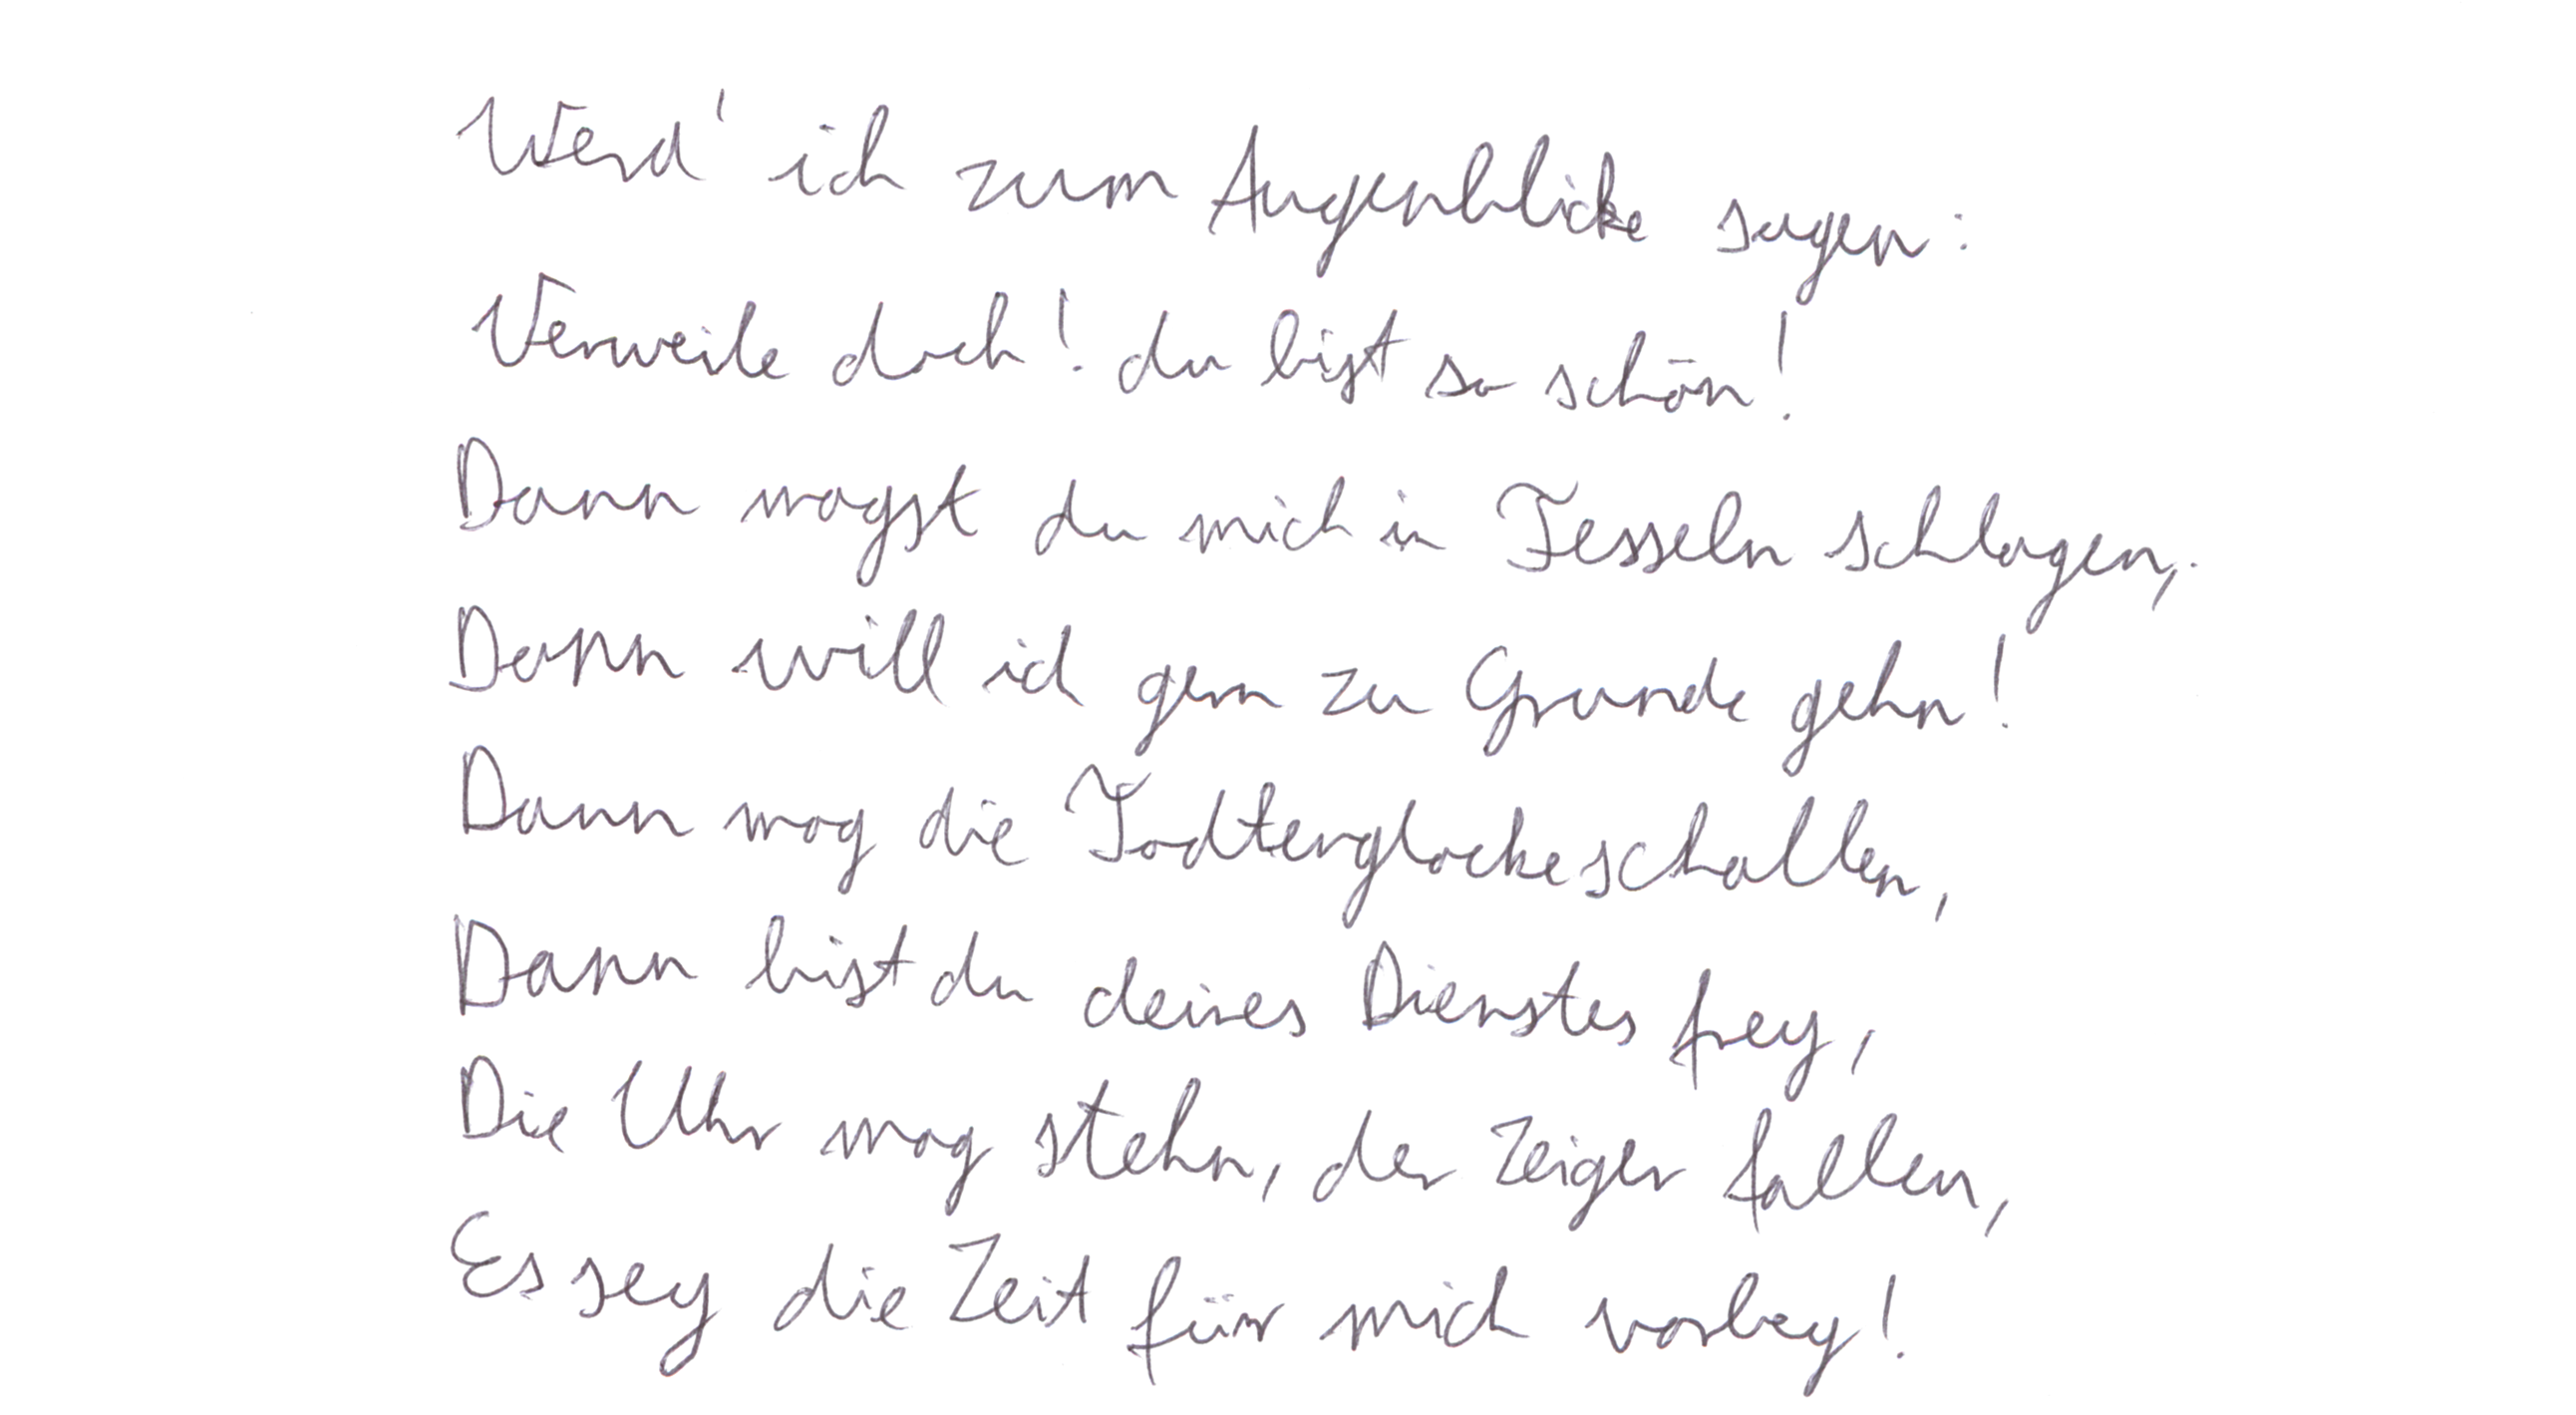 Werd' ich zum Augenblicke sagen:
Verweile doch! du bist so schön!
Dann magst du mich in Fesseln schlagen,
Dann will ich gern zu Grunde gehn!
Dann mag die Todtenglocke schallen,
Dann bist du deines Dienstes frey,
Die Uhr mag stehn, der Zeiger fallen,
Es sey die Zeit für mich vorbey!